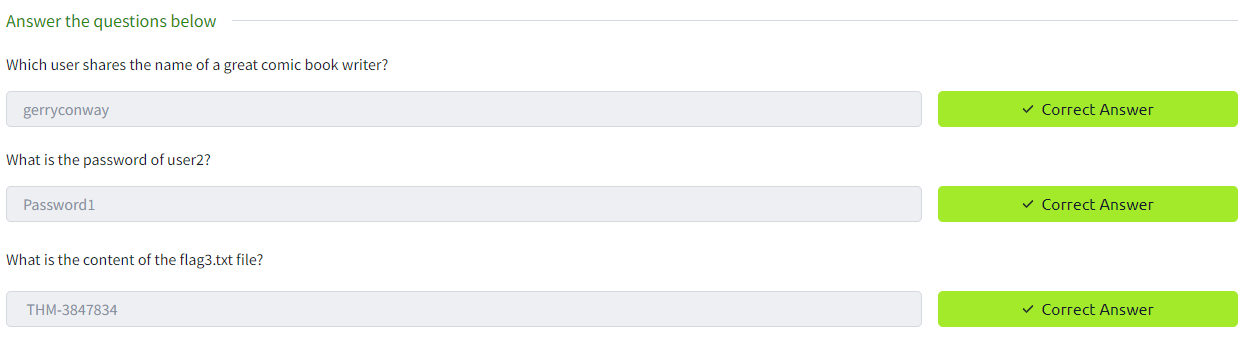 Answer the questions below
Which user shares the name of a great comic book writer?
gerryconway
✓ Correct Answer
What is the password of user2?
Password1
✓ Correct Answer
What is the content of the flag3.txt file?
THM-3847834
✓ Correct Answer